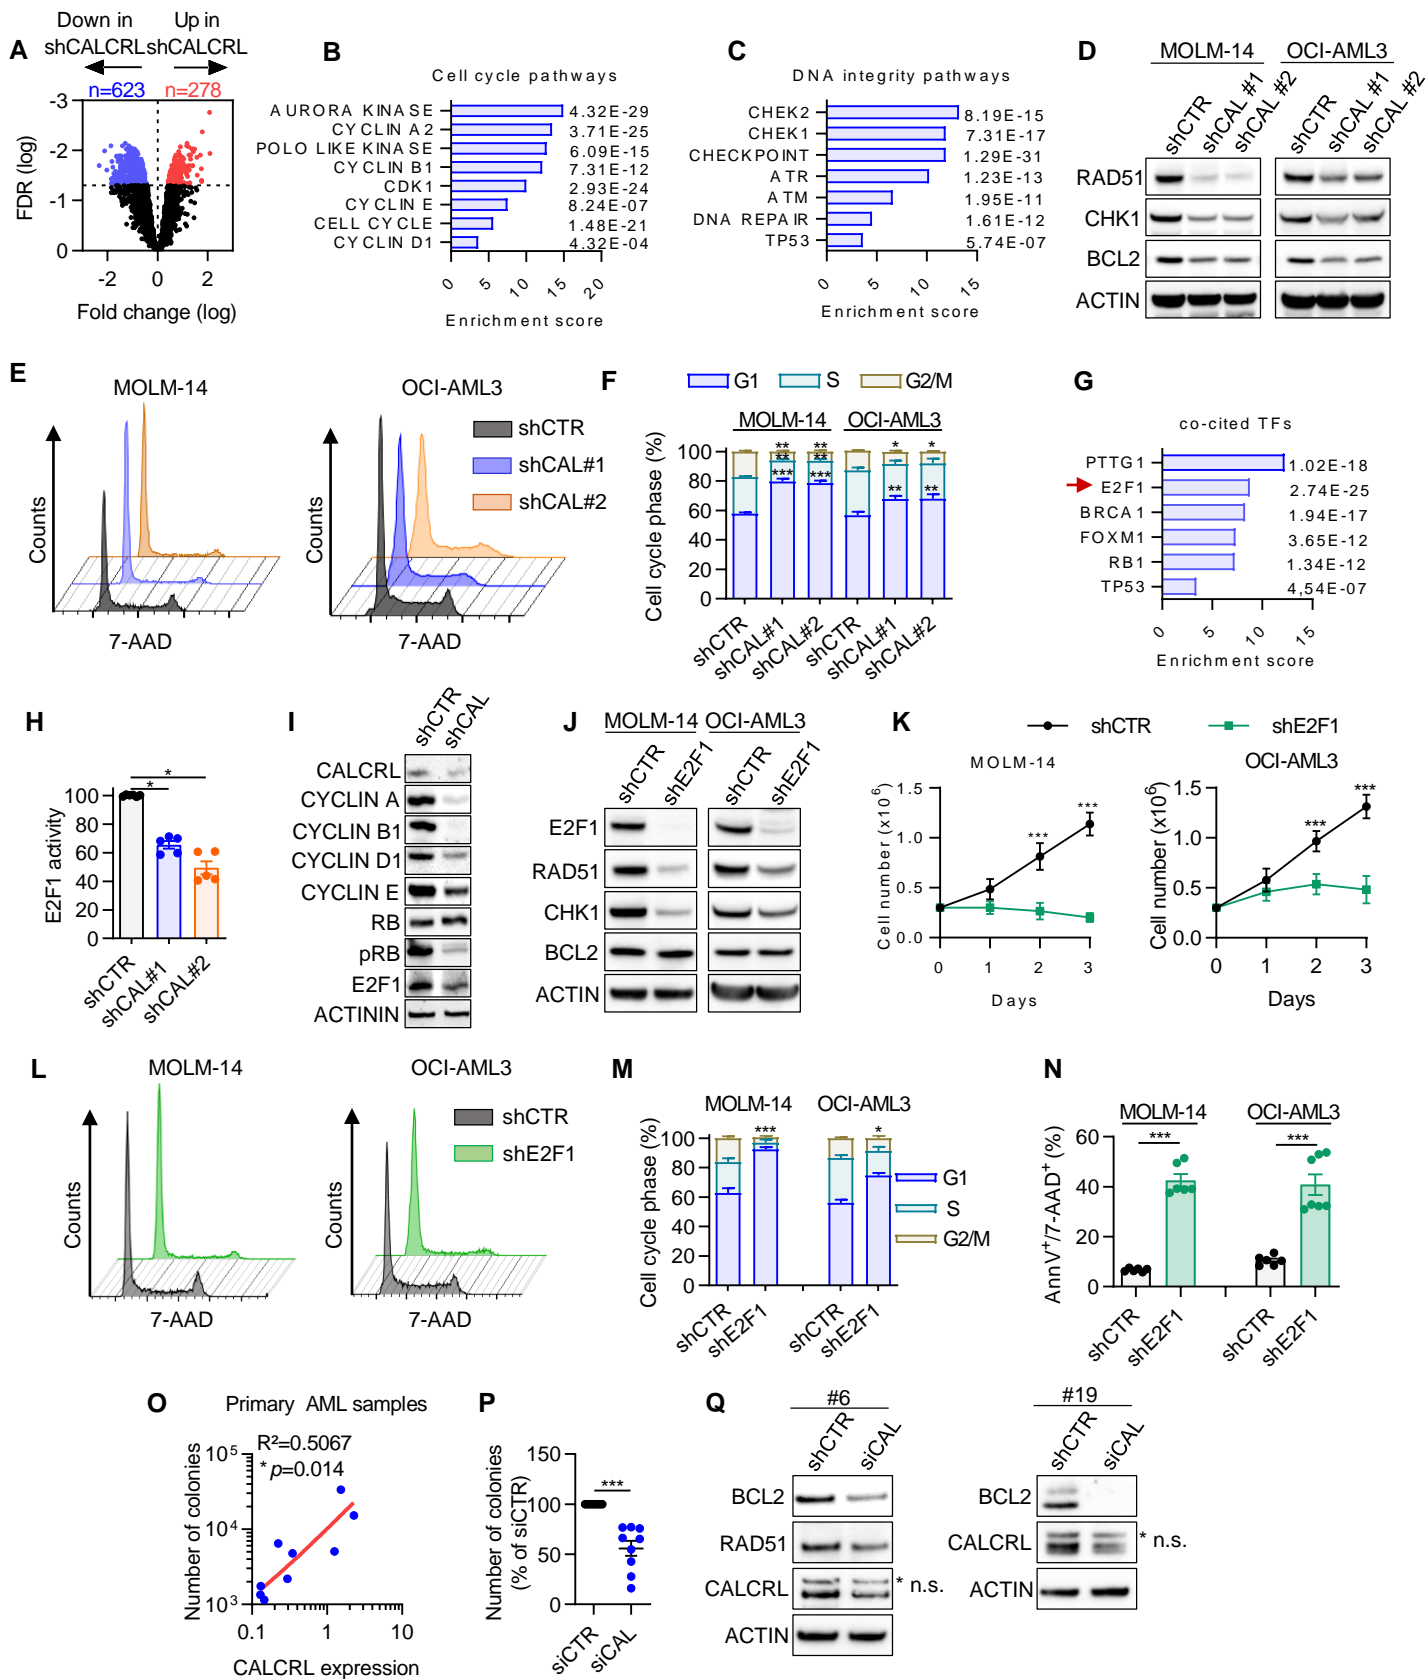 A
Down in
shCALCRL
Up in
shCALCRL
n=623
n=278
FDR (log)
-3
-2
-1
0
-2
0
2
Fold change (log)
B
Cell cycle pathways
AURORA KINASE
4.32E-29
CYCLIN A2
3.71E-25
POLO LIKE KINASE
6.09E-15
CYCLIN B1
7.31E-12
CDK1
2.93E-24
CYCLIN E
8.24E-07
CELL CYCLE
1.48E-21
CYCLIN D1
4.32E-04
0
5
10
15
20
Enrichment score
C
DNA integrity pathways
CHEK2
8.19E-15
CHEK1
7.31E-17
CHECKPOINT
1.29E-31
ATR
1.23E-13
ATM
1.95E-11
DNA REPAIR
1.61E-12
TP53
5.74E-07
0
5
10
15
Enrichment score
D
MOLM-14
OCI-AML3
shCTR
shCAL #1
shCAL #2
shCTR
shCAL #1
shCAL #2
RAD51
CHK1
BCL2
ACTIN
E
MOLM-14
OCI-AML3
shCTR
shCAL#1
shCAL#2
Counts
7-AAD
Counts
7-AAD
F
G1
S
G2/M
MOLM-14
OCI-AML3
Cell cycle phase (%)
100
80
60
40
20
0
**
**
***
**
**
***
*
**
*
**
shCTR
shCAL#1
shCAL#2
shCTR
shCAL#1
shCAL#2
G
co-cited TFs
PTTG1
1.02E-18
E2F1
2.74E-25
BRCA1
1.94E-17
FOXM1
3.65E-12
RB1
1.34E-12
TP53
4,54E-07
0
5
10
15
Enrichment score
H
E2F1 activity
*
*
100
80
60
40
20
0
shCTR
shCAL#1
shCAL#2
I
shCTR
shCAL
CALCRL
CYCLIN A
CYCLIN B1
CYCLIN D1
CYCLIN E
RB
pRB
E2F1
ACTININ
J
MOLM-14
OCI-AML3
shCTR
shE2F1
shCTR
shE2F1
E2F1
RAD51
CHK1
BCL2
ACTIN
K
shCTR
shE2F1
MOLM-14
Cell number (x10⁶)
1.5
1.0
0.5
0.0
***
***
0
1
2
3
Days
OCI-AML3
Cell number (x10⁶)
1.5
1.0
0.5
0.0
***
***
0
1
2
3
Days
L
MOLM-14
OCI-AML3
shCTR
shE2F1
Counts
7-AAD
Counts
7-AAD
M
MOLM-14
OCI-AML3
Cell cycle phase (%)
100
80
60
40
20
0
***
*
G1
S
G2/M
shCTR
shE2F1
shCTR
shE2F1
N
MOLM-14
OCI-AML3
AnnV⁺/7-AAD⁺ (%)
60
40
20
0
***
***
shCTR
shE2F1
shCTR
shE2F1
O
Primary AML samples
R²=0.5067
* p=0.014
Number of colonies
10⁵
10⁴
10³
0.1
1
10
CALCRL expression
P
Number of colonies
(% of siCTR)
150
100
50
0
***
siCTR
siCAL
Q
#6
shCTR
siCAL
BCL2
RAD51
CALCRL
* n.s.
ACTIN
#19
shCTR
siCAL
BCL2
CALCRL
* n.s.
ACTIN